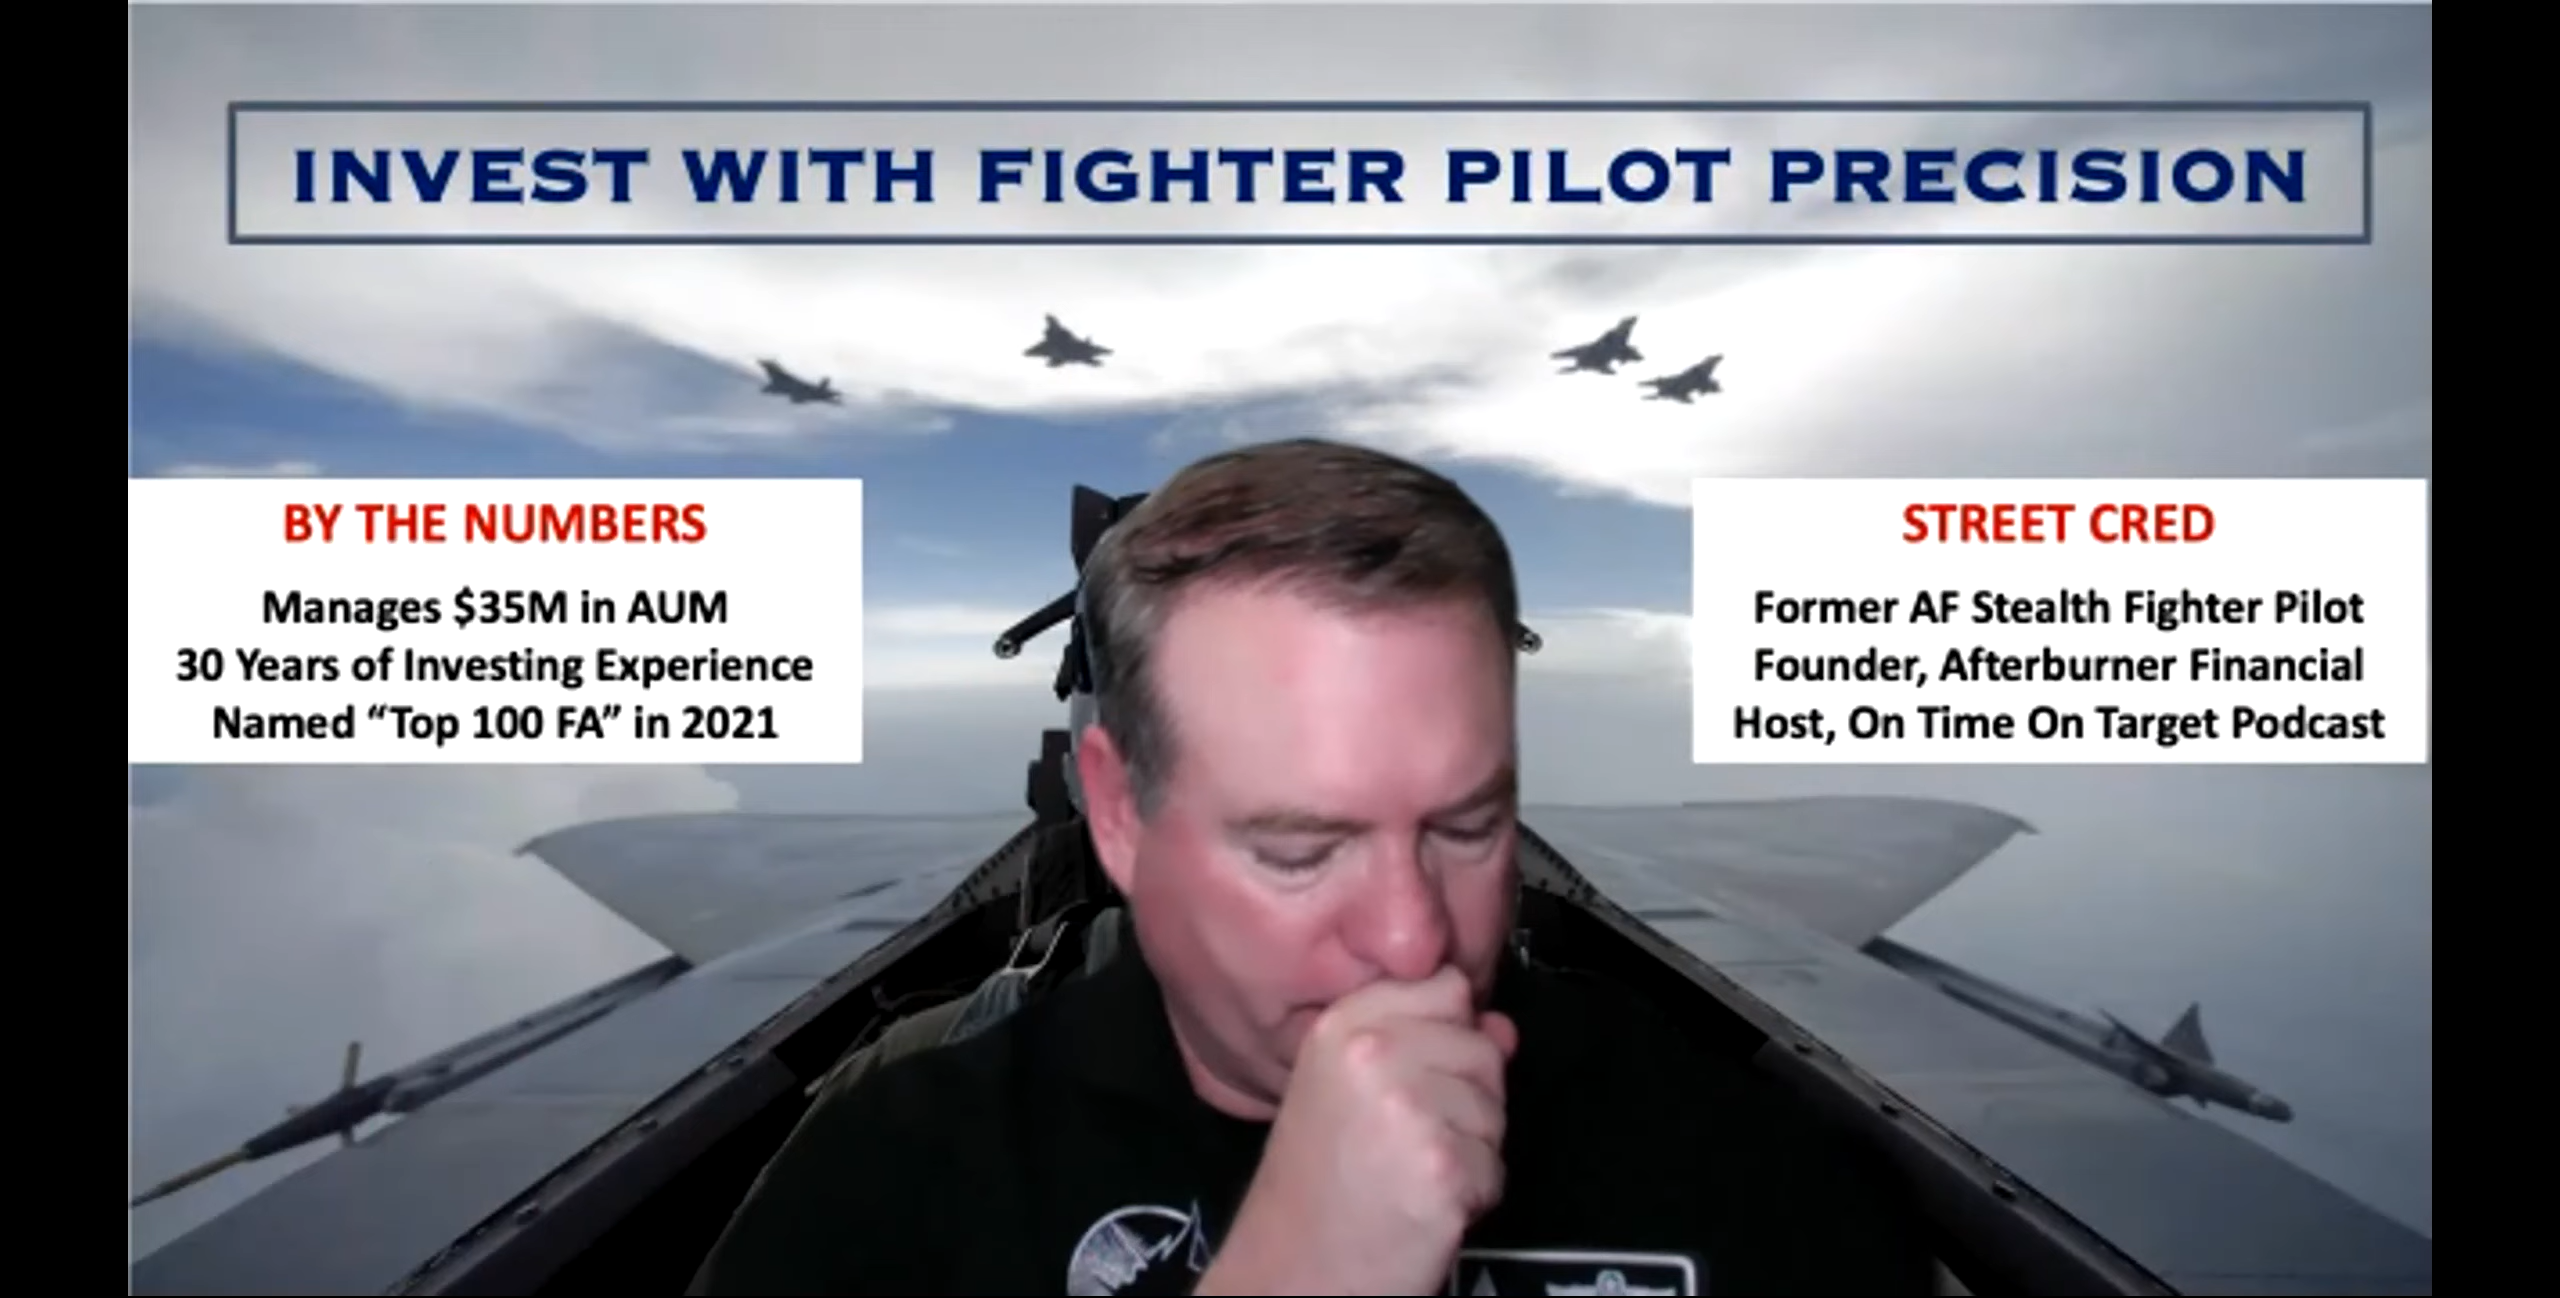 INVEST WITH FIGHTER PILOT PRECISION
BY THE NUMBERS
Manages $35M in AUM
30 Years of Investing Experience
Named “Top 100 FA” in 2021
STREET CRED
Former AF Stealth Fighter Pilot
Founder, Afterburner Financial
Host, On Time On Target Podcast